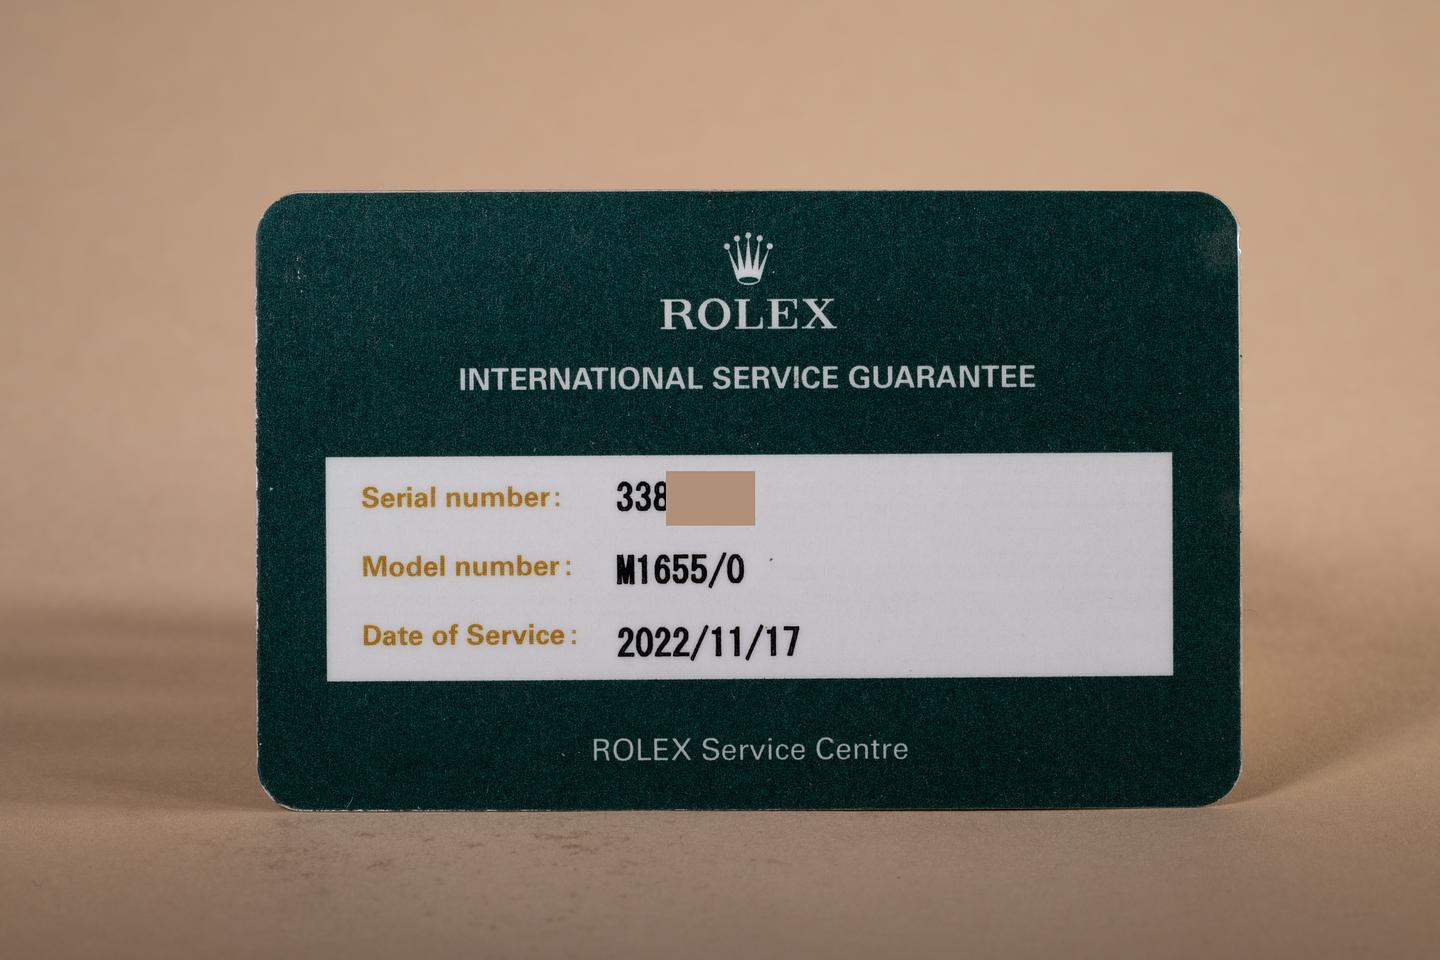 ROLEX
INTERNATIONAL SERVICE GUARANTEE
Serial number: 338
Model number: M1655/0
Date of Service: 2022/11/17
ROLEX Service Centre